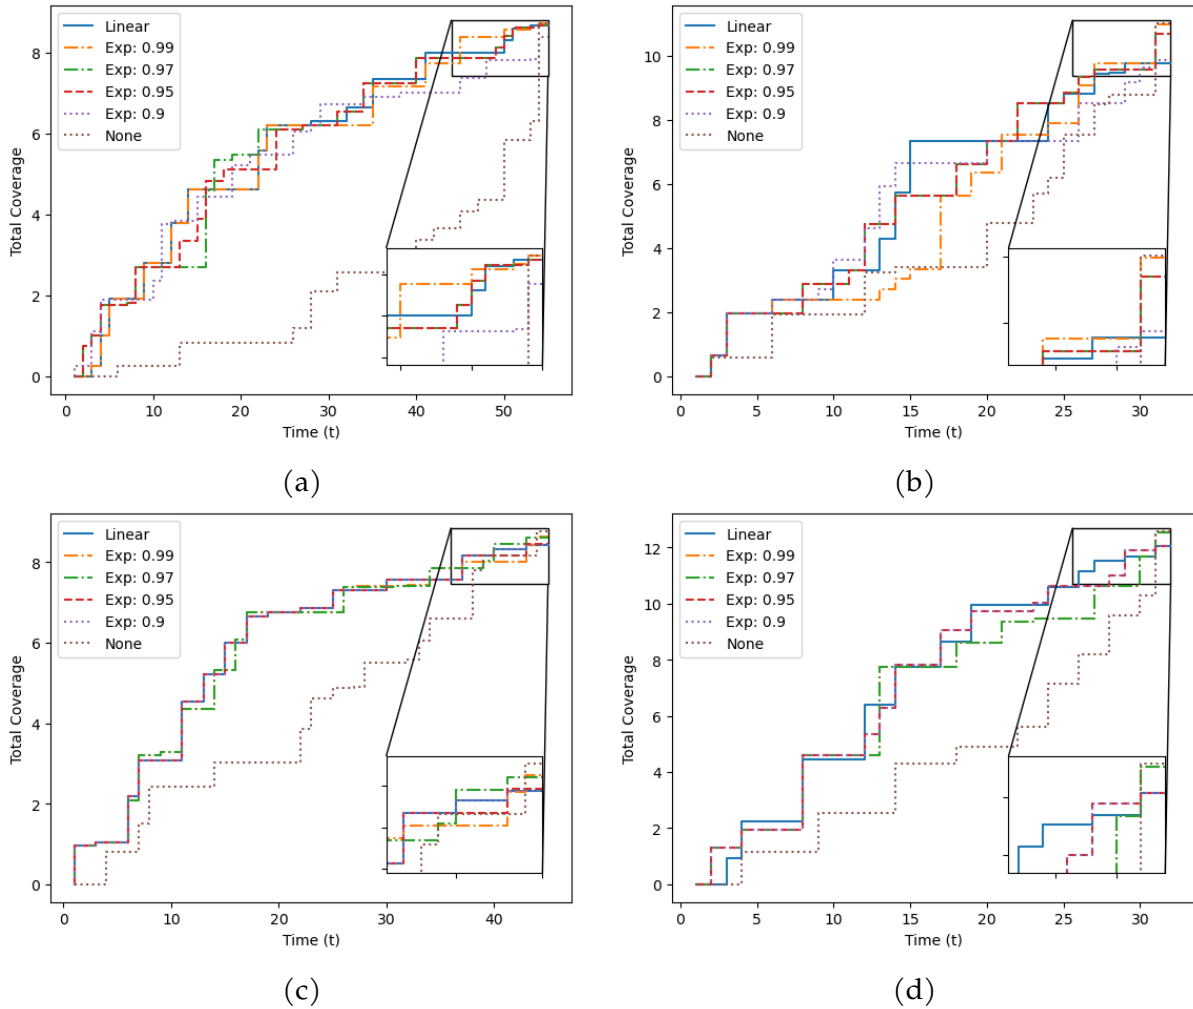 Linear
Exp: 0.99
Exp: 0.97
Exp: 0.95
Exp: 0.9
None
Total Coverage
8
6
4
2
0
0 10 20 30 40 50
Time (t)
(a)
Linear
Exp: 0.99
Exp: 0.97
Exp: 0.95
Exp: 0.9
None
Total Coverage
10
8
6
4
2
0
0 5 10 15 20 25 30
Time (t)
(b)
Linear
Exp: 0.99
Exp: 0.97
Exp: 0.95
Exp: 0.9
None
Total Coverage
8
6
4
2
0
0 10 20 30 40
Time (t)
(c)
Linear
Exp: 0.99
Exp: 0.97
Exp: 0.95
Exp: 0.9
None
Total Coverage
12
10
8
6
4
2
0
0 5 10 15 20 25 30
Time (t)
(d)